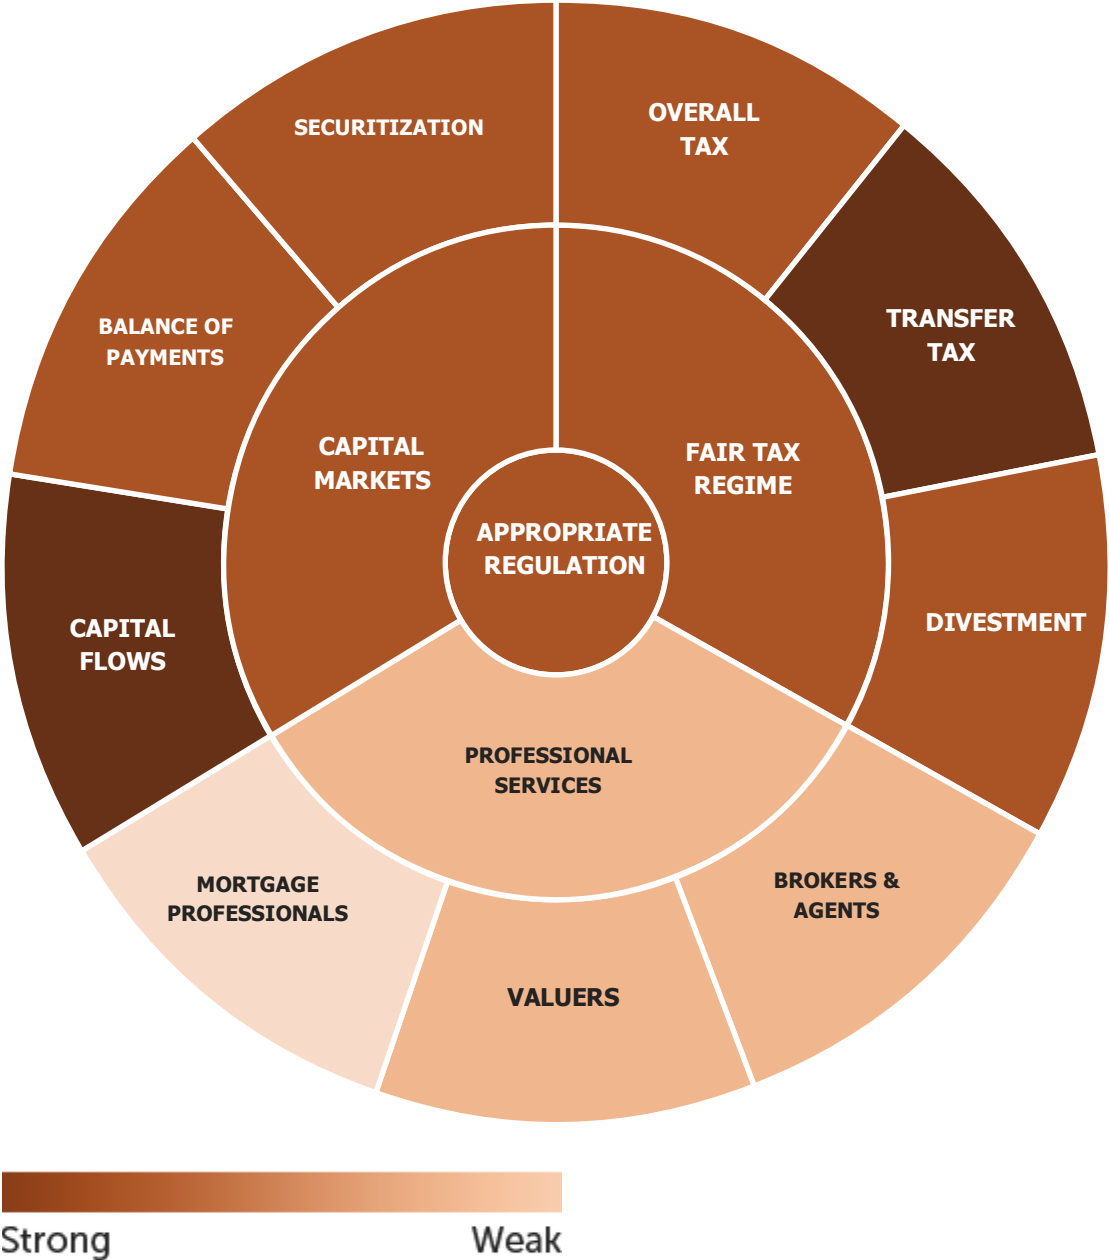 SECURITIZATION
OVERALL
TAX
BALANCE OF
PAYMENTS
TRANSFER
TAX
CAPITAL
MARKETS
FAIR TAX
REGIME
APPROPRIATE
REGULATION
CAPITAL
FLOWS
DIVESTMENT
PROFESSIONAL
SERVICES
MORTGAGE
PROFESSIONALS
BROKERS &
AGENTS
VALUERS
Strong
Weak